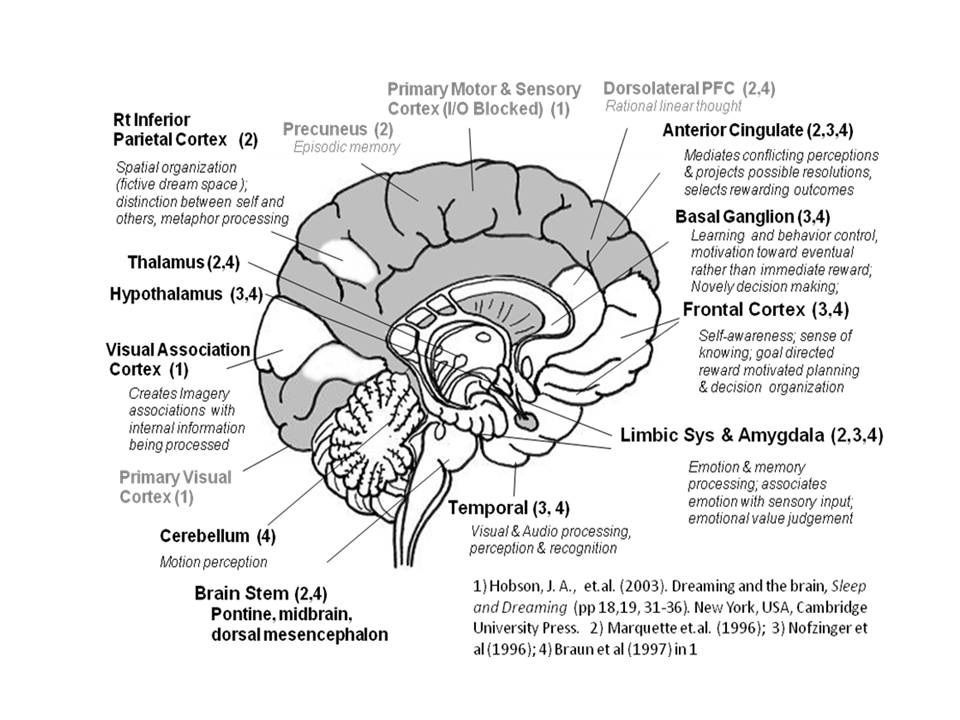 Primary Motor & Sensory
Cortex (I/O Blocked) (1)
Dorsolateral PFC (2,4)
Rational linear thought
Rt Inferior
Parietal Cortex (2)
Spatial organization
(fictive dream space );
distinction between self and
others, metaphor processing
Precuneus (2)
Episodic memory
Anterior Cingulate (2,3,4)
Mediates conflicting perceptions
& projects possible resolutions,
selects rewarding outcomes
Basal Ganglion (3,4)
Learning and behavior control,
motivation toward eventual
rather than immediate reward;
Novely decision making;
Thalamus (2,4)
Hypothalamus (3,4)
Frontal Cortex (3,4)
Self-awareness; sense of
knowing; goal directed
reward motivated planning
& decision organization
Visual Association
Cortex (1)
Creates Imagery
associations with
internal information
being processed
Limbic Sys & Amygdala (2,3,4)
Emotion & memory
processing; associates
emotion with sensory input;
emotional value judgement
Primary Visual
Cortex (1)
Temporal (3, 4)
Visual & Audio processing,
perception & recognition
Cerebellum (4)
Motion perception
Brain Stem (2,4)
Pontine, midbrain,
dorsal mesencephalon
1) Hobson, J. A., et.al. (2003). Dreaming and the brain, Sleep
and Dreaming (pp 18,19, 31-36). New York, USA, Cambridge
University Press. 2) Marquette et.al. (1996); 3) Nofzinger et
al (1996); 4) Braun et al (1997) in 1